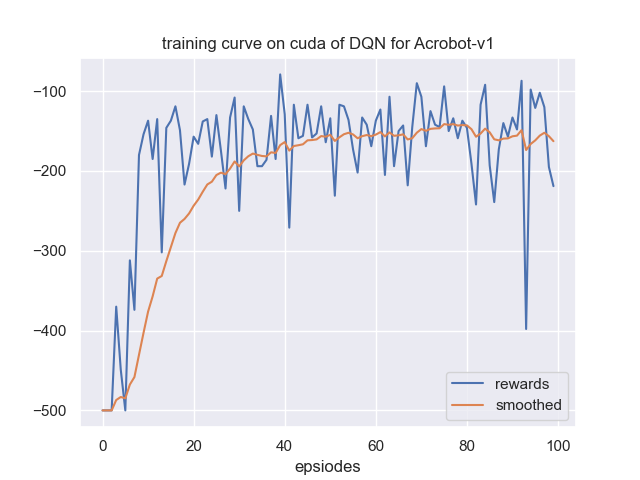 training curve on cuda of DQN for Acrobot-v1
−100
−200
−300
−400
−500
rewards
smoothed
0 20 40 60 80 100
epsiodes